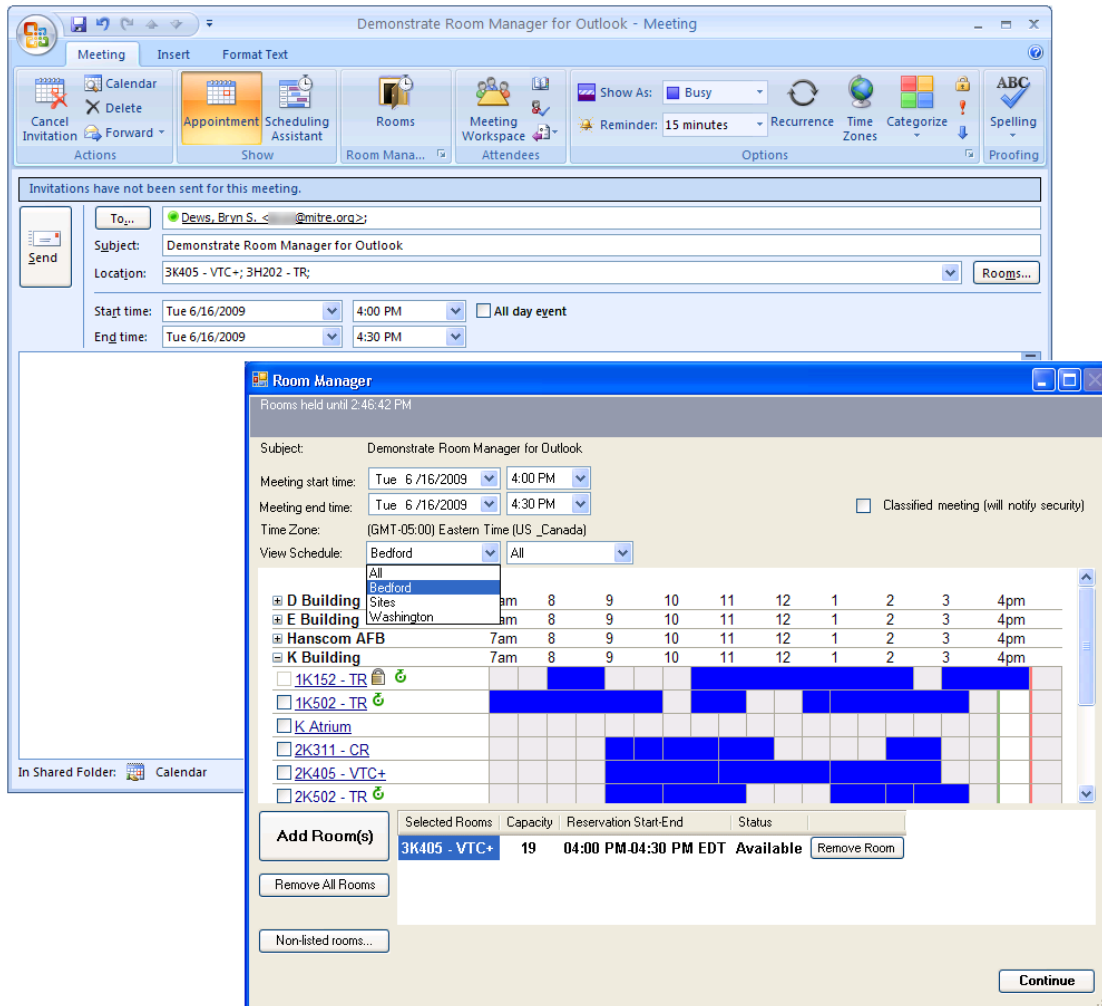 Demonstrate Room Manager for Outlook - Meeting
Meeting Insert Format Text
Cancel Invitation
Calendar
Delete
Forward
Actions
Appointment
Scheduling Assistant
Show
Rooms
Room Mana...
Meeting Workspace
Attendees
Show As: Busy
Reminder: 15 minutes
Recurrence
Time Zones
Categorize
Options
ABC
Spelling
Proofing
Invitations have not been sent for this meeting.
Send
To... Dews, Bryn S. < @mitre.org>;
Subject: Demonstrate Room Manager for Outlook
Location: 3K405 - VTC+; 3H202 - TR; Rooms...
Start time: Tue 6/16/2009 4:00 PM All day event
End time: Tue 6/16/2009 4:30 PM
In Shared Folder: Calendar
Room Manager
Rooms held until 2:46:42 PM
Subject: Demonstrate Room Manager for Outlook
Meeting start time: Tue 6/16/2009 4:00 PM
Meeting end time: Tue 6/16/2009 4:30 PM Classified meeting (will notify security)
Time Zone: (GMT-05:00) Eastern Time (US _Canada)
View Schedule: Bedford All
All
Bedford
Sites
Washington
D Building am 8 9 10 11 12 1 2 3 4pm
E Building am 8 9 10 11 12 1 2 3 4pm
Hanscom AFB 7am 8 9 10 11 12 1 2 3 4pm
K Building 7am 8 9 10 11 12 1 2 3 4pm
1K152 - TR
1K502 - TR
K Atrium
2K311 - CR
2K405 - VTC+
2K502 - TR
Add Room(s)
Remove All Rooms
Non-listed rooms...
Selected Rooms Capacity Reservation Start-End Status
3K405 - VTC+ 19 04:00 PM-04:30 PM EDT Available Remove Room
Continue